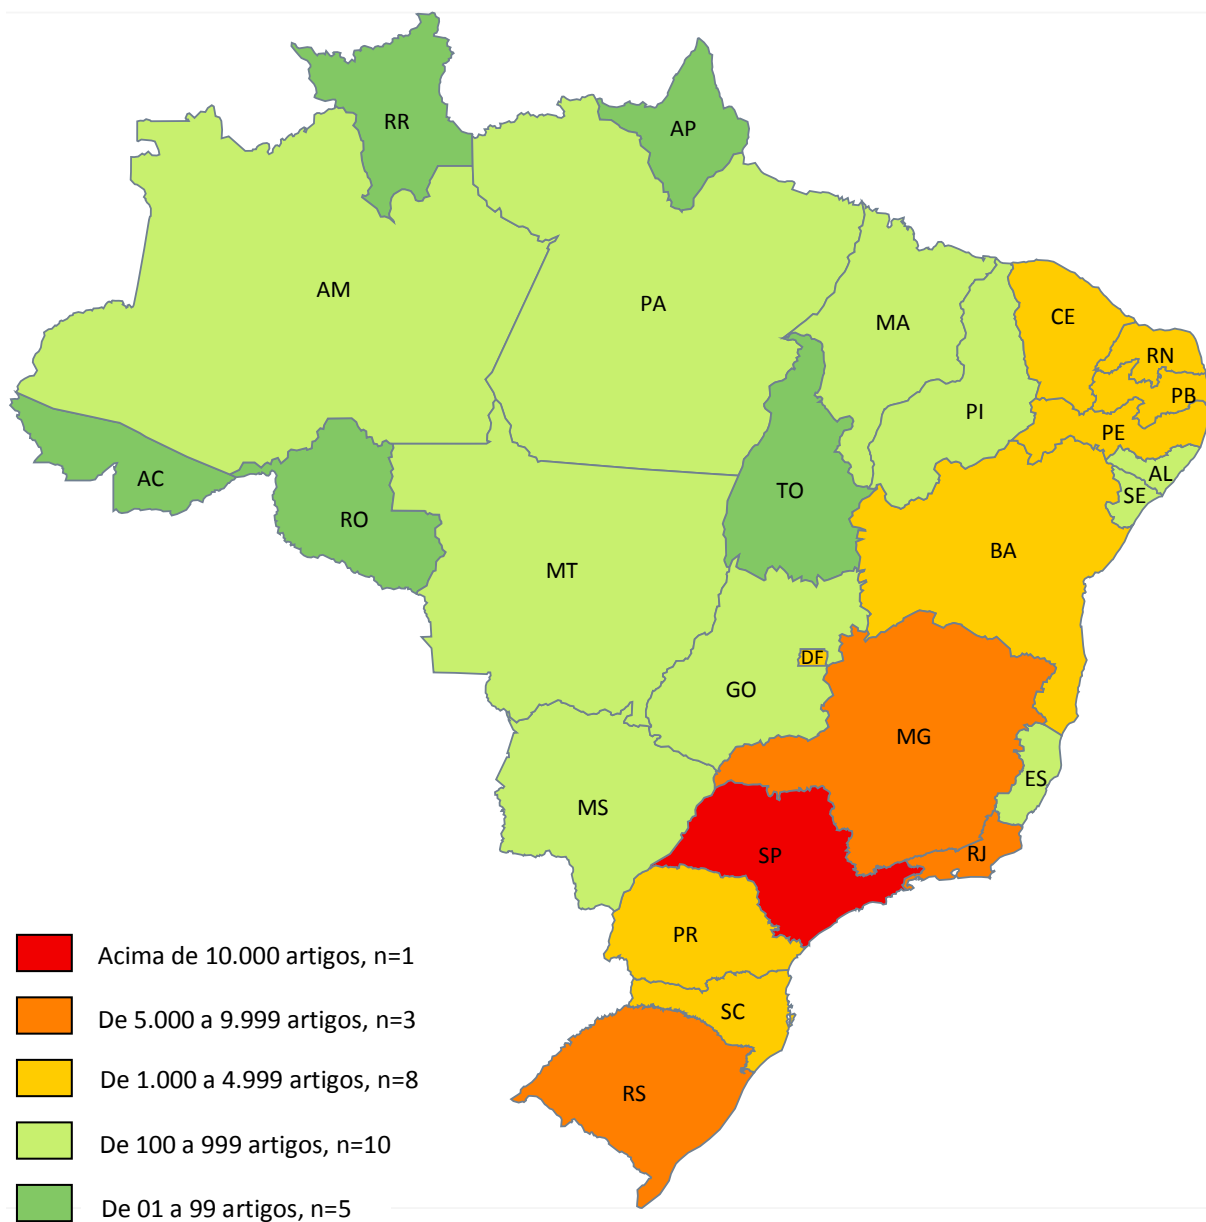 RR
AP
AM
PA
MA
CE
RN
PB
PI
PE
AL
SE
AC
RO
TO
BA
MT
DF
GO
MG
ES
MS
SP
RJ
PR
SC
RS
Acima de 10.000 artigos, n=1
De 5.000 a 9.999 artigos, n=3
De 1.000 a 4.999 artigos, n=8
De 100 a 999 artigos, n=10
De 01 a 99 artigos, n=5